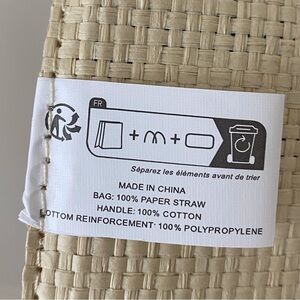 FR
Séparez les éléments avant de trier
MADE IN CHINA
BAG: 100% PAPER STRAW
HANDLE: 100% COTTON
OTTOM REINFORCEMENT: 100% POLYPROPYLENE